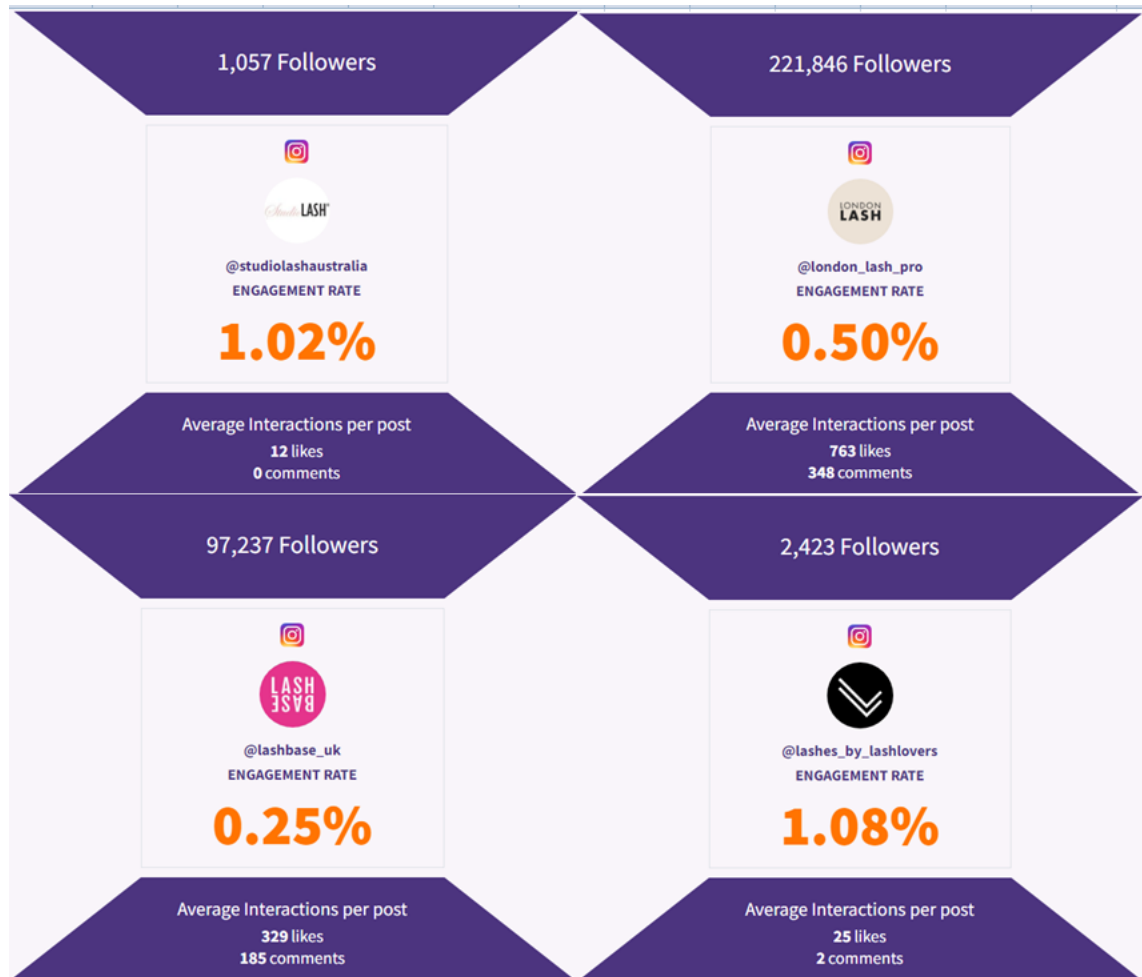 1,057 Followers
Studio LASH
@studiolashaustralia
ENGAGEMENT RATE
1.02%
Average Interactions per post
12 likes
0 comments
221,846 Followers
LONDON
LASH
@london_lash_pro
ENGAGEMENT RATE
0.50%
Average Interactions per post
763 likes
348 comments
97,237 Followers
LASH
BASE
@lashbase_uk
ENGAGEMENT RATE
0.25%
Average Interactions per post
329 likes
185 comments
2,423 Followers
@lashes_by_lashlovers
ENGAGEMENT RATE
1.08%
Average Interactions per post
25 likes
2 comments